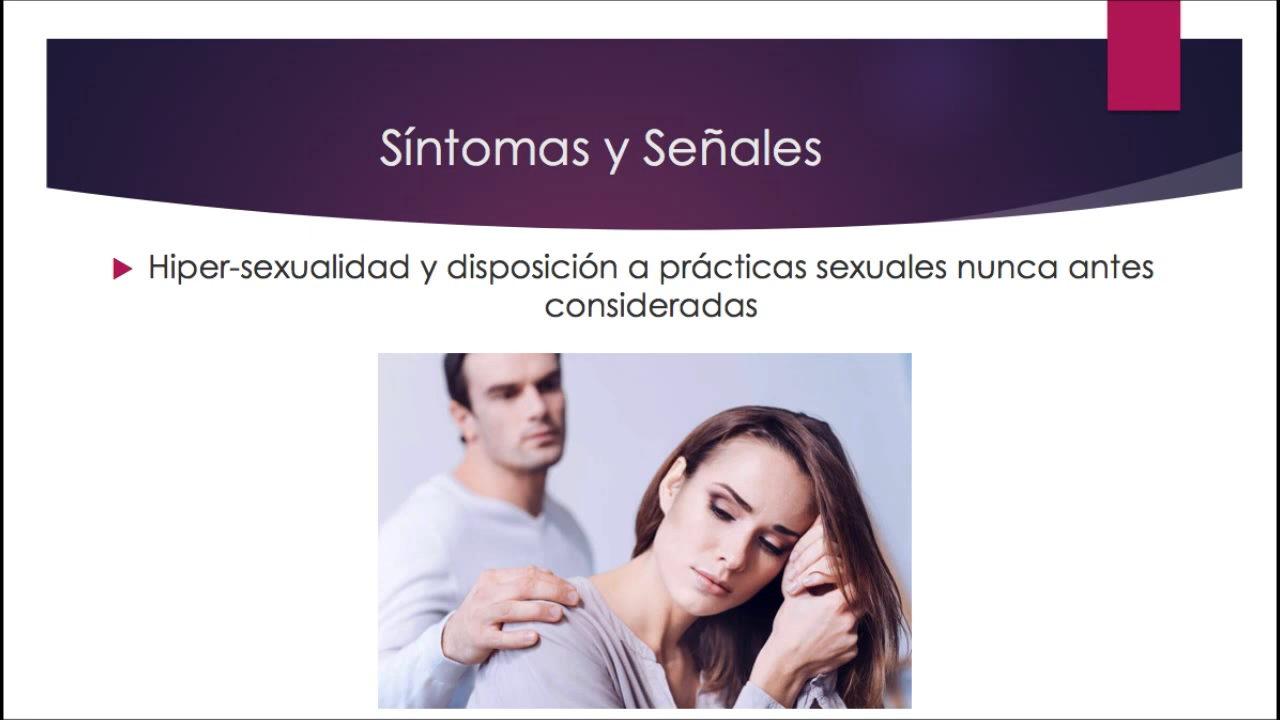 Síntomas y Señales
Hiper-sexualidad y disposición a prácticas sexuales nunca antes
consideradas